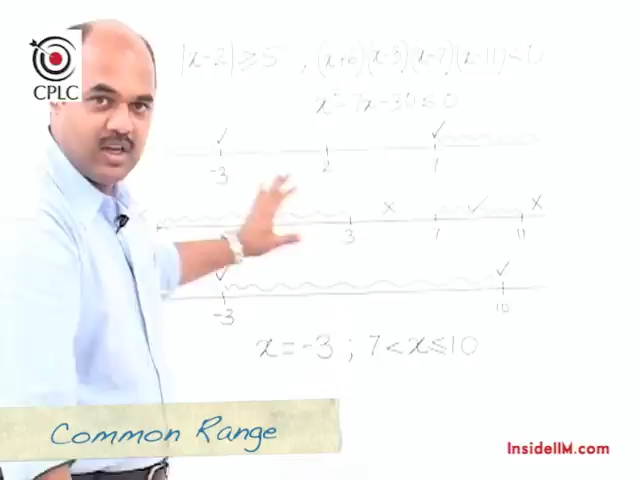 |x-2| ≥ 5 , (x+6)(x-3)(x-7)(x-11) < 0
CPLC
x² - 7x - 30 ≤ 0
-3 2 7
3 7 11
-3 10
x = -3 ; 7 < x ≤ 10
Common Range
InsideIIM.com